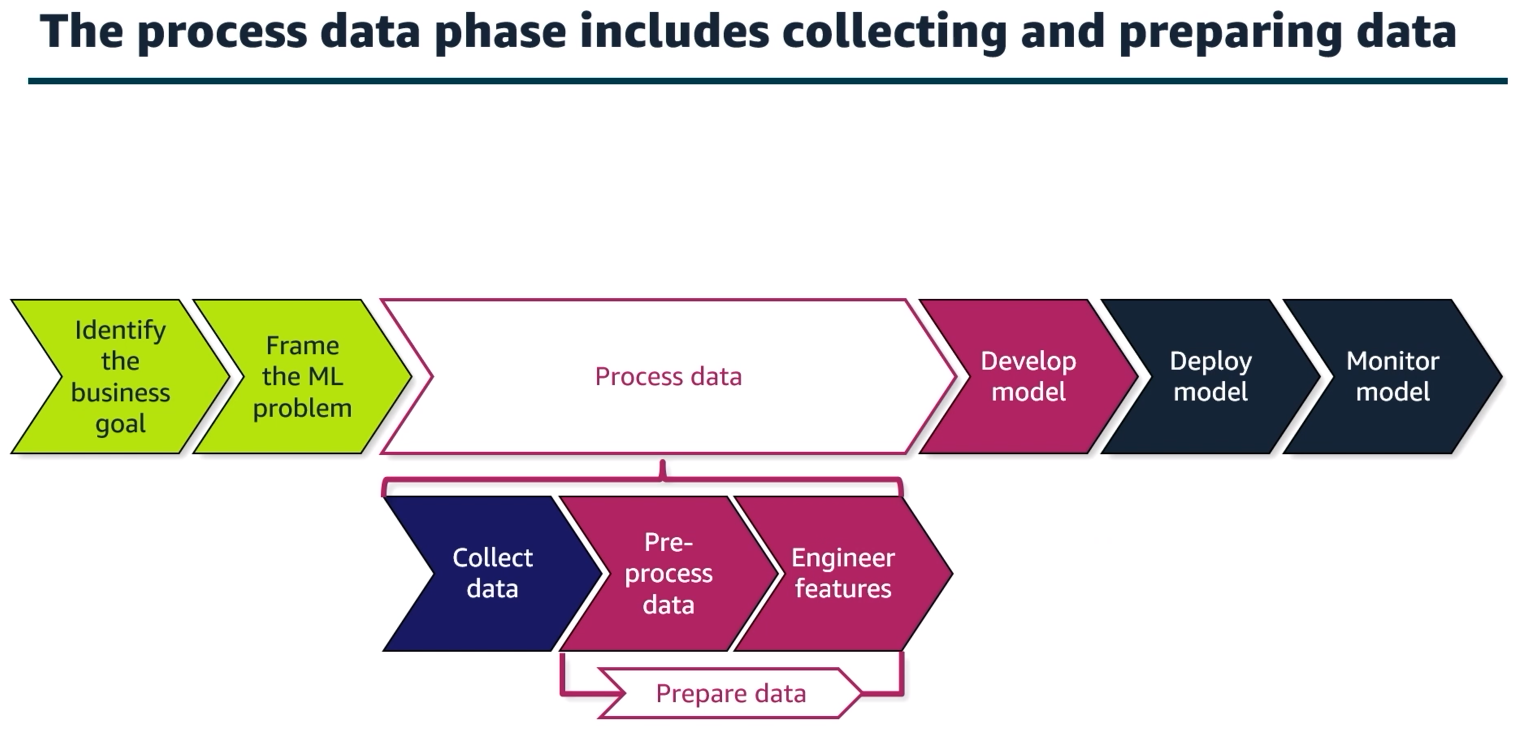 The process data phase includes collecting and preparing data
Identify
the
business
goal
Frame
the ML
problem
Process data
Develop
model
Deploy
model
Monitor
model
Collect
data
Pre-
process
data
Engineer
features
Prepare data